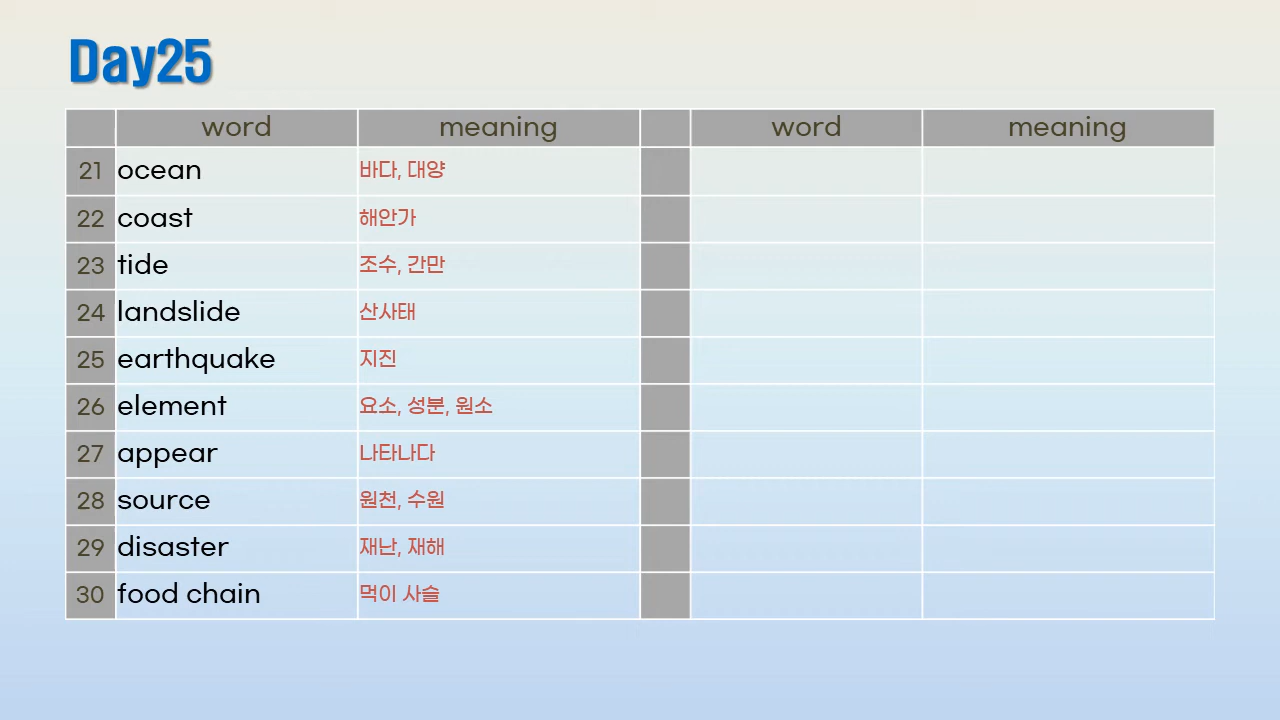 Day25
word meaning word meaning
21 ocean 바다, 대양
22 coast 해안가
23 tide 조수, 간만
24 landslide 산사태
25 earthquake 지진
26 element 요소, 성분, 원소
27 appear 나타나다
28 source 원천, 수원
29 disaster 재난, 재해
30 food chain 먹이 사슬